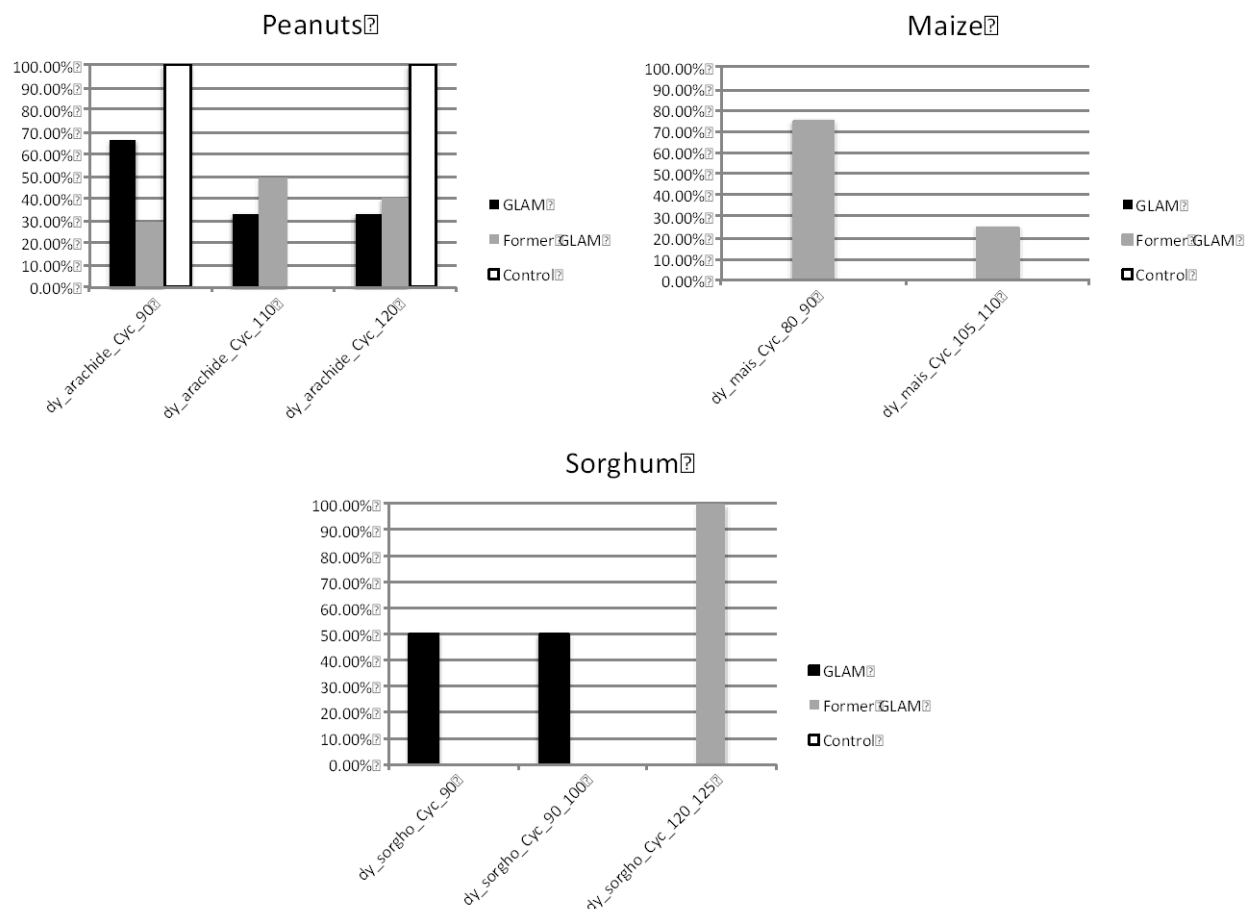 Peanuts
100.00%
90.00%
80.00%
70.00%
60.00%
50.00%
40.00%
30.00%
20.00%
10.00%
0.00%
dy_arachide_Cyc_90
dy_arachide_Cyc_110
dy_arachide_Cyc_120
GLAM
Former GLAM
Control
Maize
100.00%
90.00%
80.00%
70.00%
60.00%
50.00%
40.00%
30.00%
20.00%
10.00%
0.00%
dy_mais_Cyc_80_90
dy_mais_Cyc_105_110
GLAM
Former GLAM
Control
Sorghum
100.00%
90.00%
80.00%
70.00%
60.00%
50.00%
40.00%
30.00%
20.00%
10.00%
0.00%
dy_sorgho_Cyc_90
dy_sorgho_Cyc_90_100
dy_sorgho_Cyc_120_125
GLAM
Former GLAM
Control